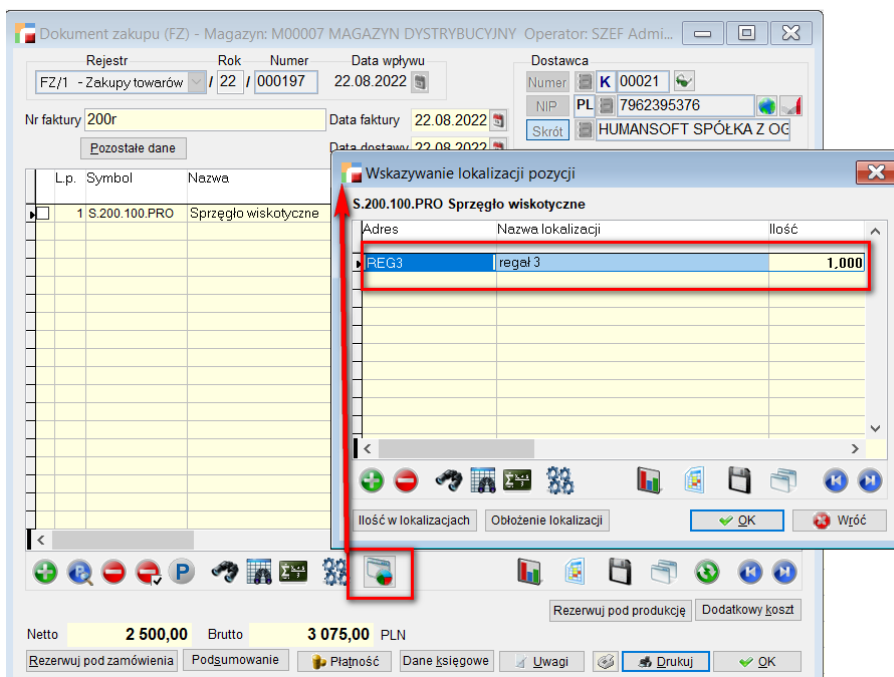 Dokument zakupu (FZ) - Magazyn: M00007 MAGAZYN DYSTRYBUCYJNY Operator: SZEF Admi...
Rejestr Rok Numer Data wpływu Dostawca
FZ/1 - Zakupy towarów / 22 / 000197 22.08.2022 Numer K 00021
NIP PL 7962395376
Nr faktury 200r Data faktury 22.08.2022 Skrót HUMANSOFT SPÓŁKA Z OG
Pozostałe dane Data dostawy 22.08.2022
L.p. Symbol Nazwa
1 S.200.100.PRO Sprzęgło wiskotyczne
Wskazywanie lokalizacji pozycji
S.200.100.PRO Sprzęgło wiskotyczne
Adres Nazwa lokalizacji Ilość
REG3 regał 3 1,000
Ilość w lokalizacjach Obłożenie lokalizacji OK Wróć
P
Rezerwuj pod produkcję Dodatkowy koszt
Netto 2 500,00 Brutto 3 075,00 PLN
Rezerwuj pod zamówienia Podsumowanie Płatność Dane księgowe Uwagi Drukuj OK